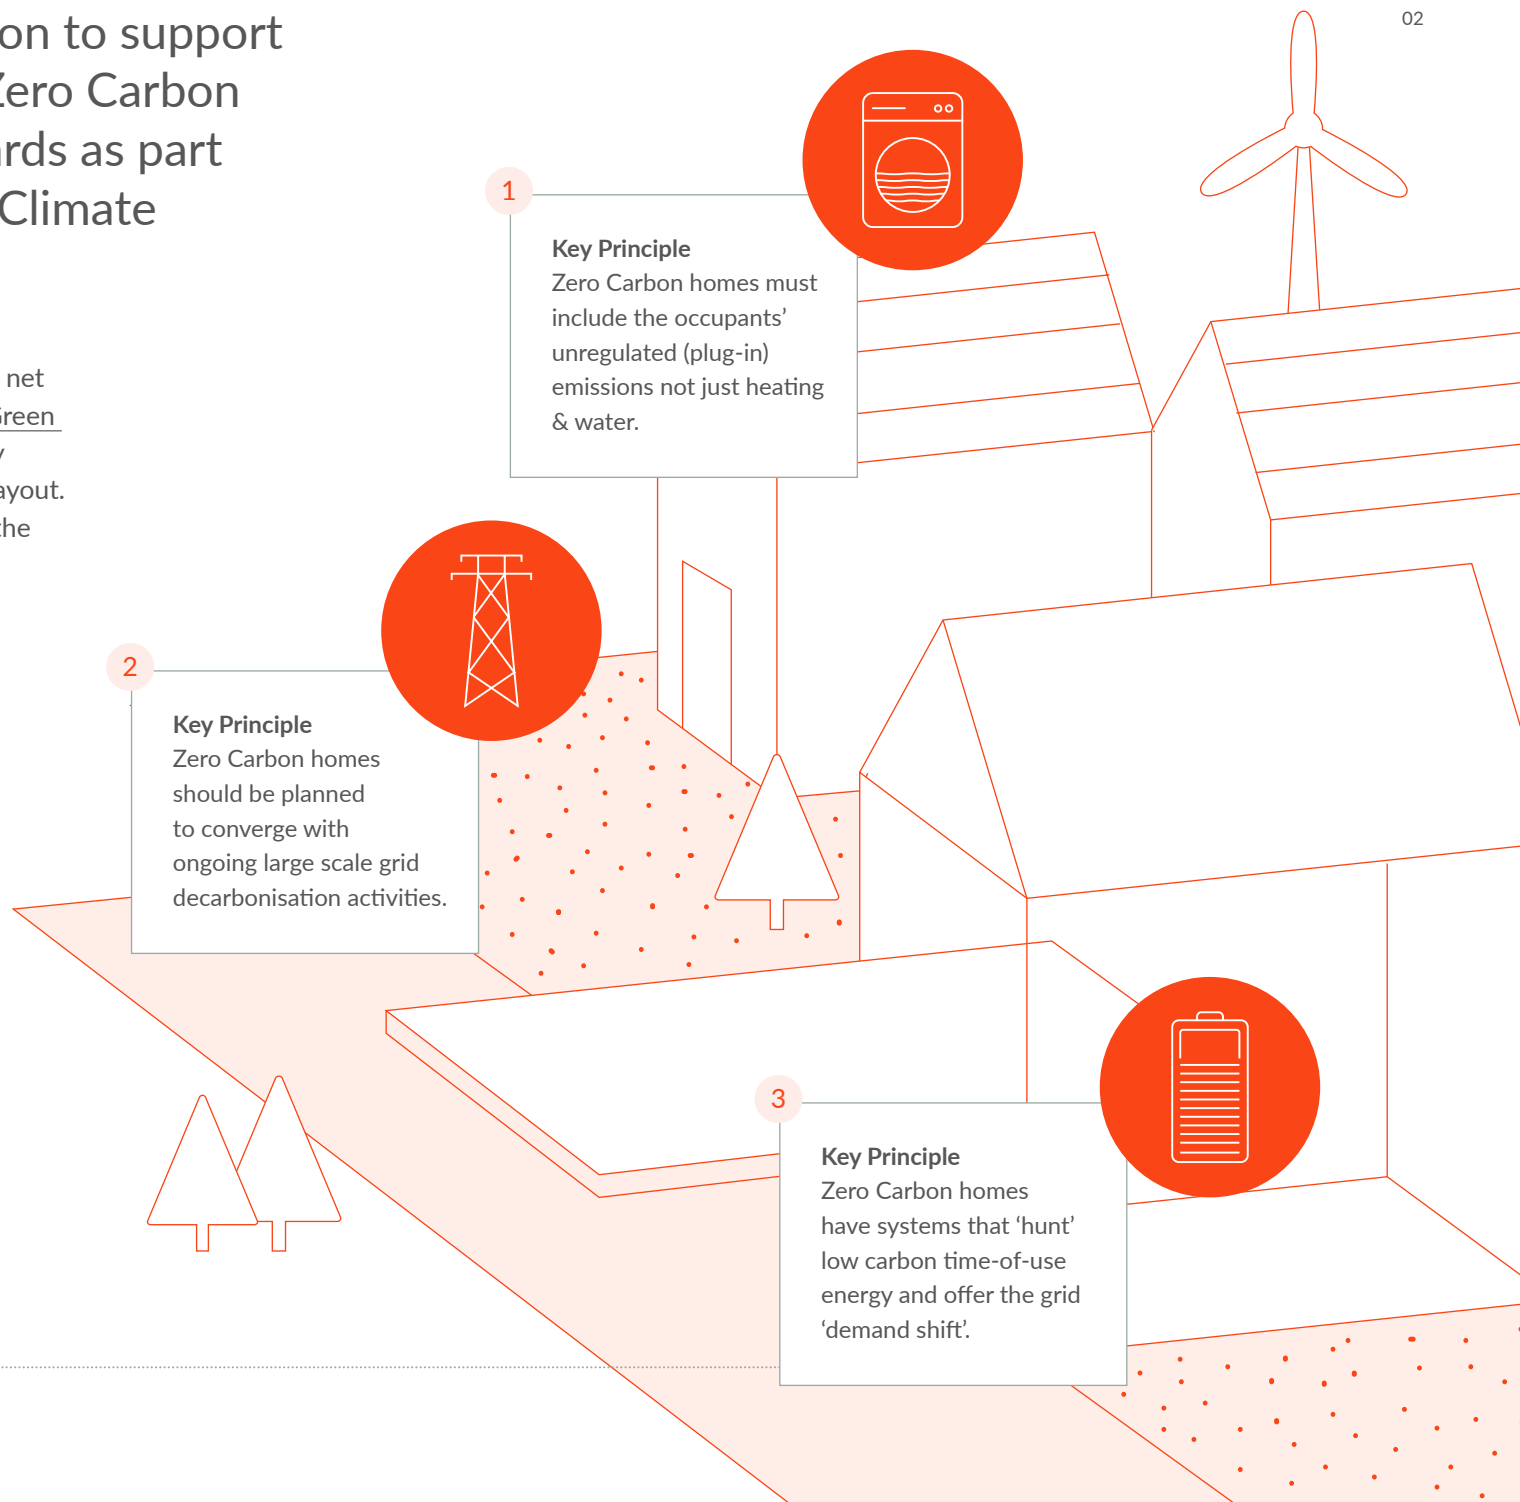 02
on to support
Zero Carbon
rds as part
Climate
net
Green
ayout.
the
1
Key Principle
Zero Carbon homes must
include the occupants’
unregulated (plug-in)
emissions not just heating
& water.
2
Key Principle
Zero Carbon homes
should be planned
to converge with
ongoing large scale grid
decarbonisation activities.
3
Key Principle
Zero Carbon homes
have systems that ‘hunt’
low carbon time-of-use
energy and offer the grid
‘demand shift’.